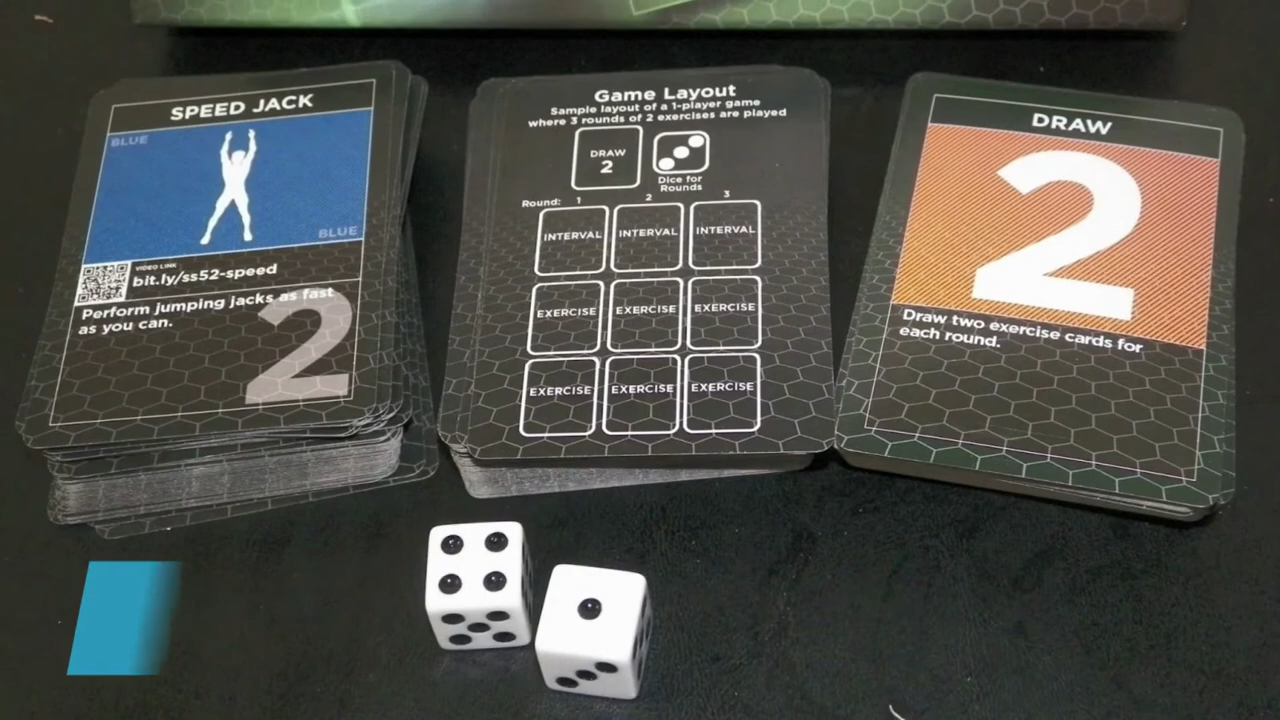 SPEED JACK
BLUE
BLUE
VIDEO LINK
bit.ly/ss52-speed
Perform jumping jacks as fast
as you can.
2
Game Layout
Sample layout of a 1-player game
where 3 rounds of 2 exercises are played
DRAW
2
Dice for
Rounds
Round: 1 2 3
INTERVAL INTERVAL INTERVAL
EXERCISE EXERCISE EXERCISE
EXERCISE EXERCISE EXERCISE
DRAW
2
Draw two exercise cards for
each round.